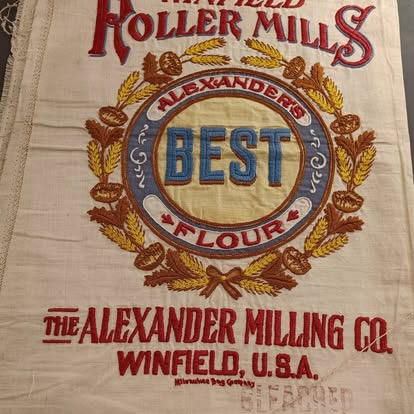 WINFIELD
ROLLER MILLS
ALEXANDER'S
BEST
FLOUR
THE ALEXANDER MILLING CO.
WINFIELD, U.S.A.
Milwaukee Bag Company
BLEACHED